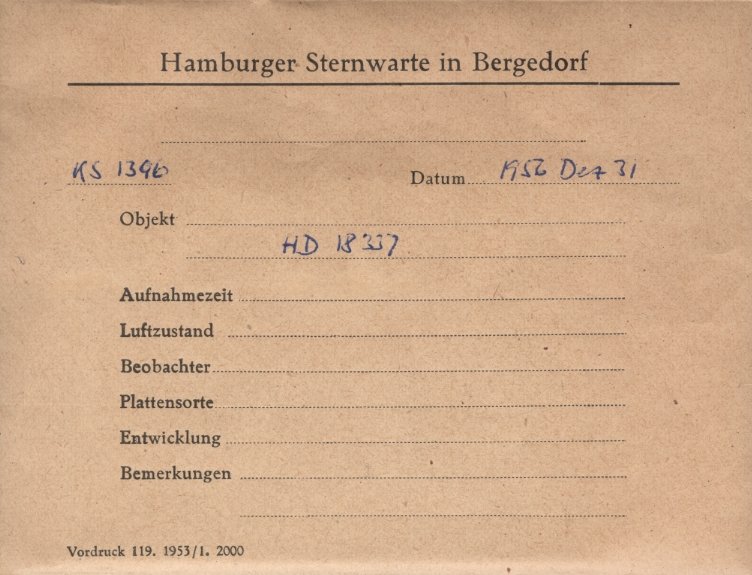 Hamburger Sternwarte in Bergedorf
KS 1396 Datum 1956 Dez 31
Objekt
HD 18337
Aufnahmezeit
Luftzustand
Beobachter
Plattensorte
Entwicklung
Bemerkungen
Vordruck 119. 1953/1. 2000